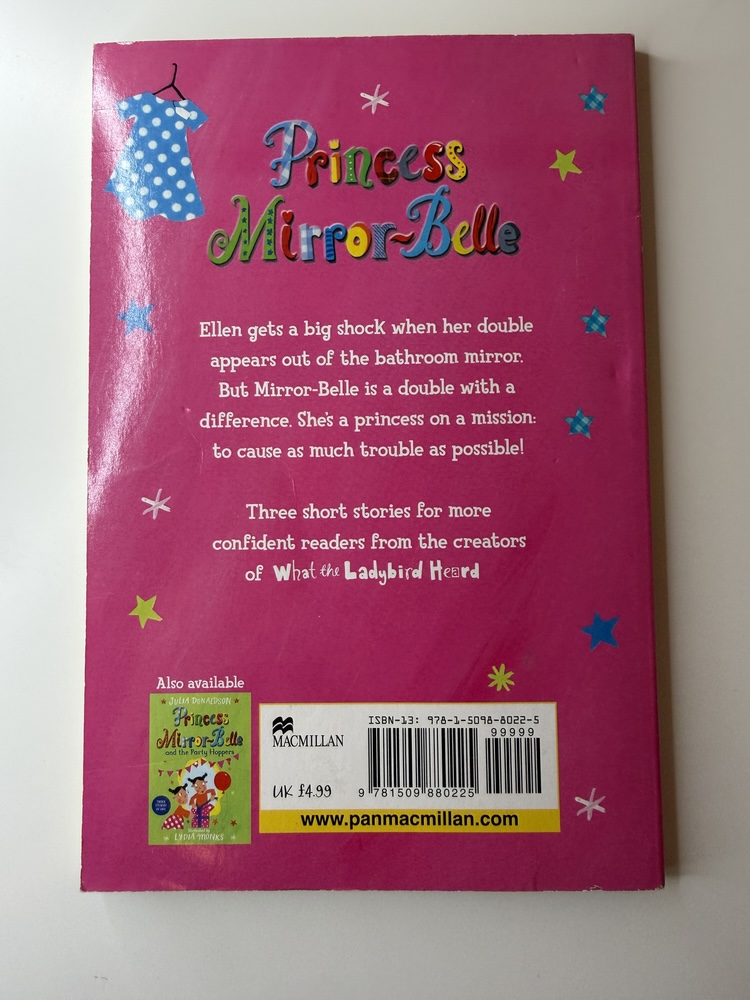 Princess
Mirror-Belle
Ellen gets a big shock when her double
appears out of the bathroom mirror.
But Mirror-Belle is a double with a
difference. She's a princess on a mission:
to cause as much trouble as possible!
Three short stories for more
confident readers from the creators
of What the Ladybird Heard
Also available
JULIA DONALDSON
Princess
Mirror-Belle
and the Party Hoppers
LYDIA MONKS
MACMILLAN
UK £4.99
ISBN-13: 978-1-5098-8022-5
99999
9 781509 880225
www.panmacmillan.com